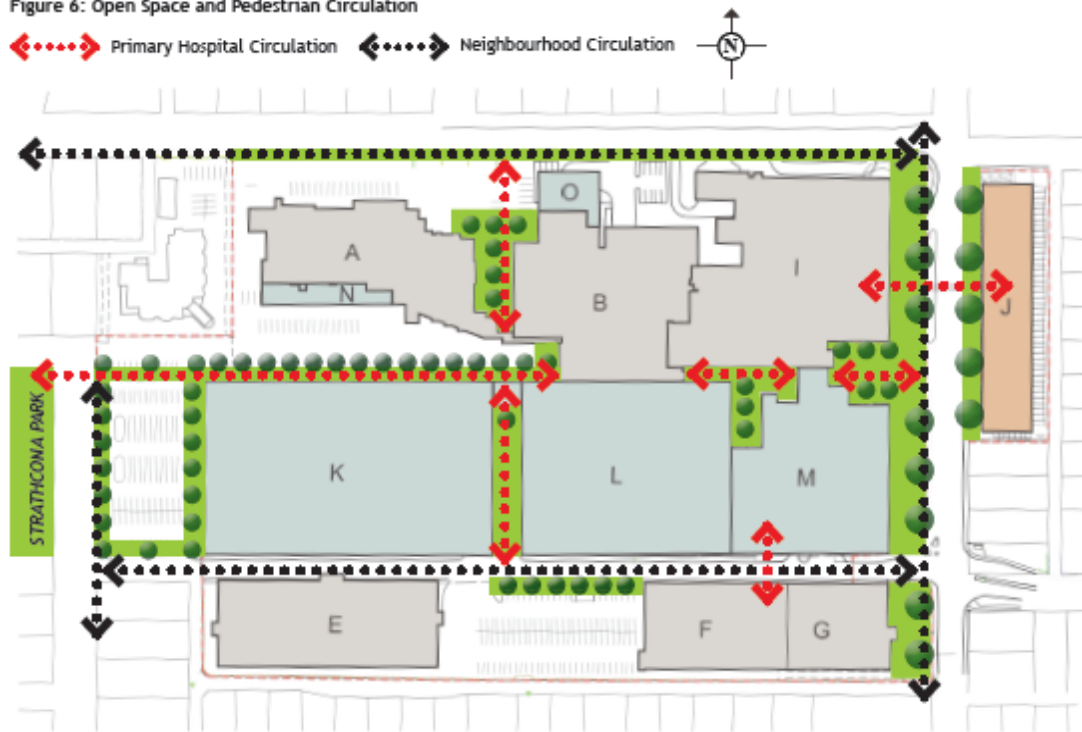 Figure 6: Open Space and Pedestrian Circulation
Primary Hospital Circulation Neighbourhood Circulation N
O
A
I
N
B
J
STRATHCONA PARK
K
L
M
E
F
G